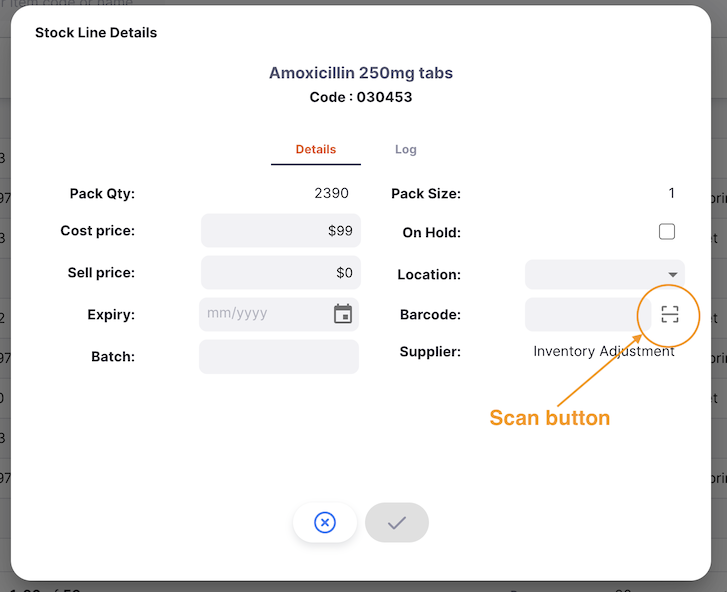 Stock Line Details
Amoxicillin 250mg tabs
Code : 030453
Details Log
Pack Qty: 2390 Pack Size: 1
Cost price: $99 On Hold:
Sell price: $0 Location:
Expiry: mm/yyyy Barcode:
Batch: Supplier: Inventory Adjustment
Scan button